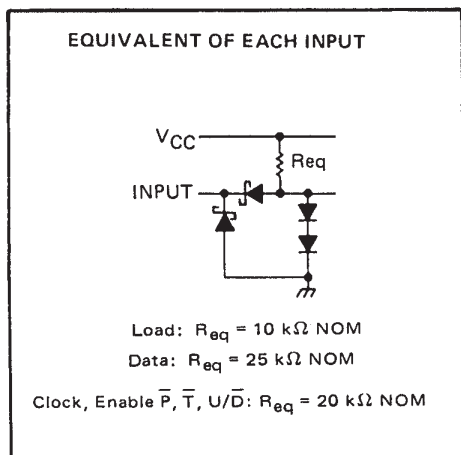 EQUIVALENT OF EACH INPUT
VCC
Req
INPUT
Load: Req = 10 kΩ NOM
Data: Req = 25 kΩ NOM
Clock, Enable P̅, T̅, U/D̅: Req = 20 kΩ NOM